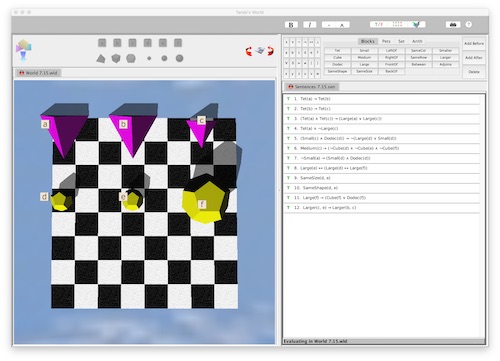 Tarski's World
B I
World 7.15.wld
a
b
c
d
e
f
Blocks Pets Set Arith
Tet Small LeftOf SameCol Smaller
Cube Medium RightOf SameRow Larger
Dodec Large FrontOf Between Adjoins
SameShape SameSize BackOf
Add Before
Add After
Delete
Sentences 7.15.sen
T 1. Tet(a) → Tet(b)
T 2. Tet(b) → Tet(c)
T 3. (Tet(a) Tet(c)) → (Large(a) Large(c))
T 4. Tet(a) ¬Large(c)
T 5. (Small(c) Dodec(d)) → (¬Large(d) Small(d))
T 6. Medium(c) → (¬Cube(d) ¬Cube(e) ¬Cube(f))
T 7. ¬Small(a) → (Small(d) Dodec(d))
T 8. Large(e) (Large(d) Large(f))
T 9. SameSize(d, e)
T 10. SameShape(d, e)
T 11. Large(f) → (Cube(f) Dodec(f))
T 12. Larger(c, e) → Larger(b, c)
Evaluating in World 7.15.wld